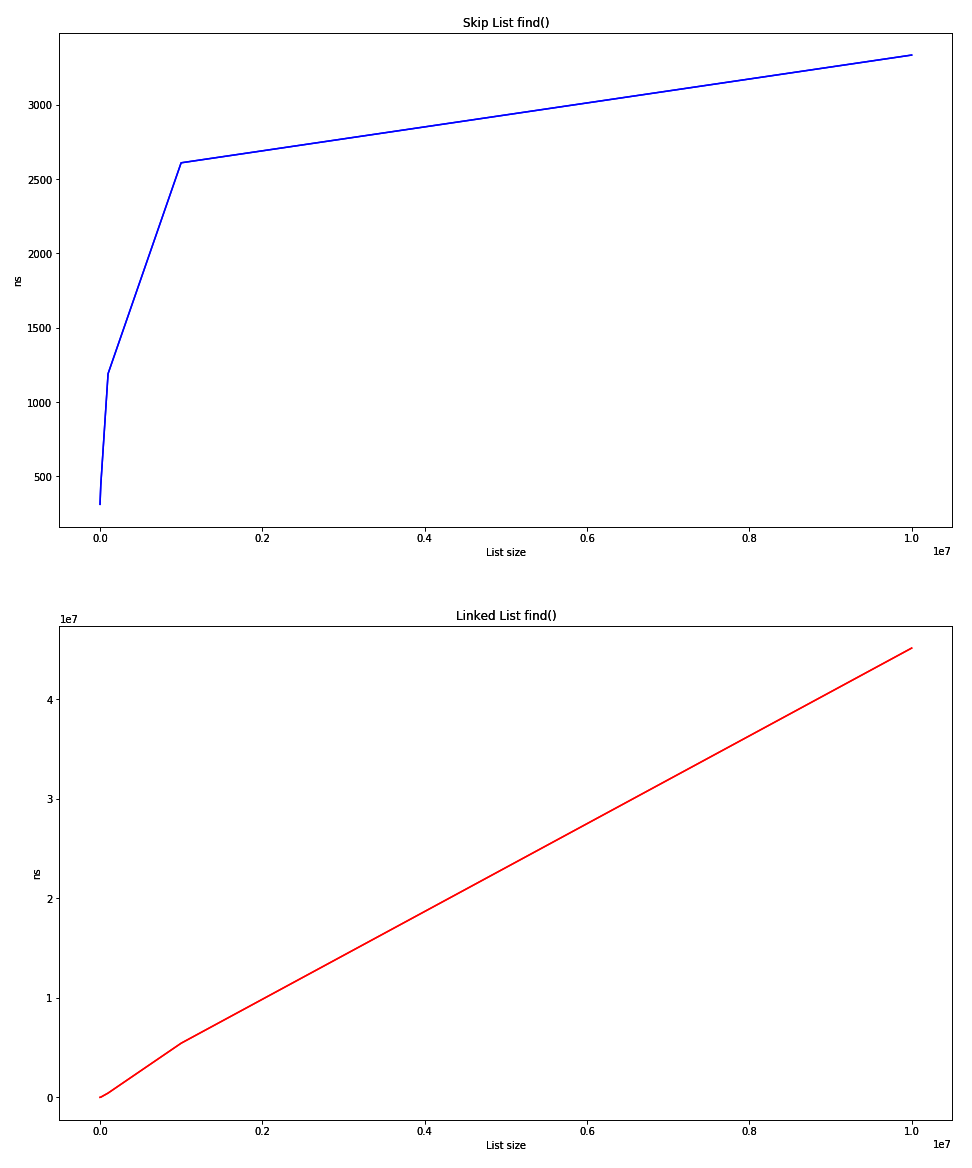 Skip List find()
3000
2500
2000
1500
1000
500
ns
0.0 0.2 0.4 0.6 0.8 1.0
1e7
List size
Linked List find()
1e7
4
3
2
1
0
ns
0.0 0.2 0.4 0.6 0.8 1.0
1e7
List size